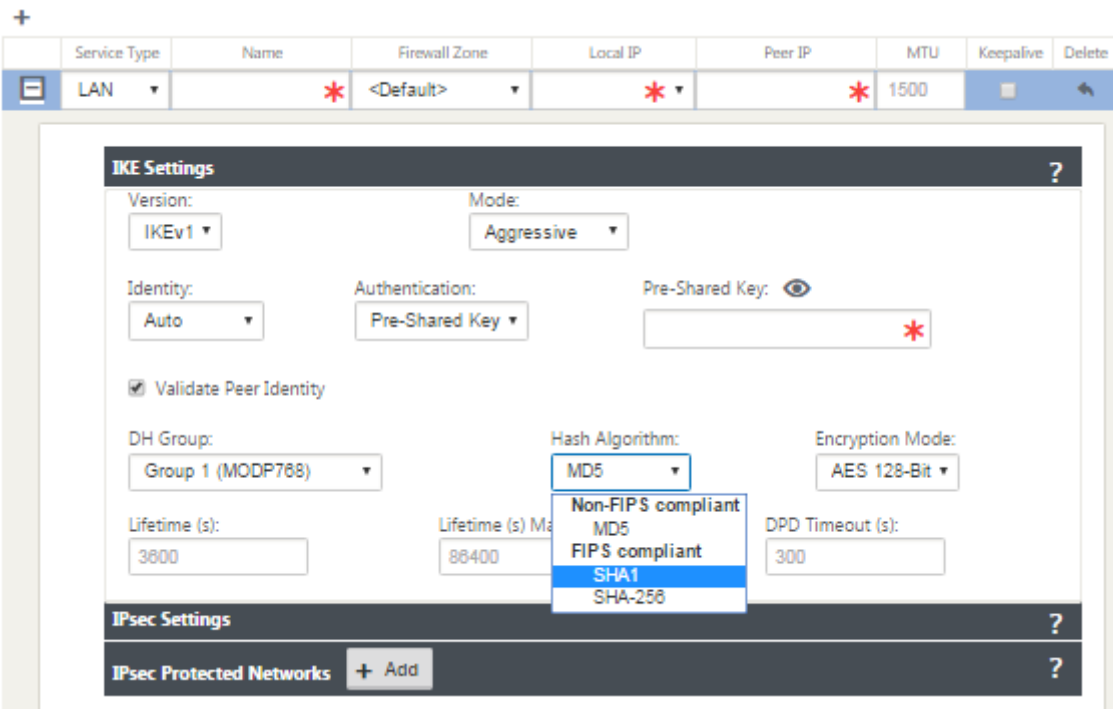 +
Service Type Name Firewall Zone Local IP Peer IP MTU Keepalive Delete
LAN * <Default> * * 1500
IKE Settings ?
Version: Mode:
IKEv1 Aggressive
Identity: Authentication: Pre-Shared Key:
Auto Pre-Shared Key *
Validate Peer Identity
DH Group: Hash Algorithm: Encryption Mode:
Group 1 (MODP768) MD5 AES 128-Bit
Non-FIPS compliant
MD5
FIPS compliant
SHA1
SHA-256
Lifetime (s): Lifetime (s) Ma DPD Timeout (s):
3600 86400 300
IPsec Settings ?
IPsec Protected Networks + Add ?